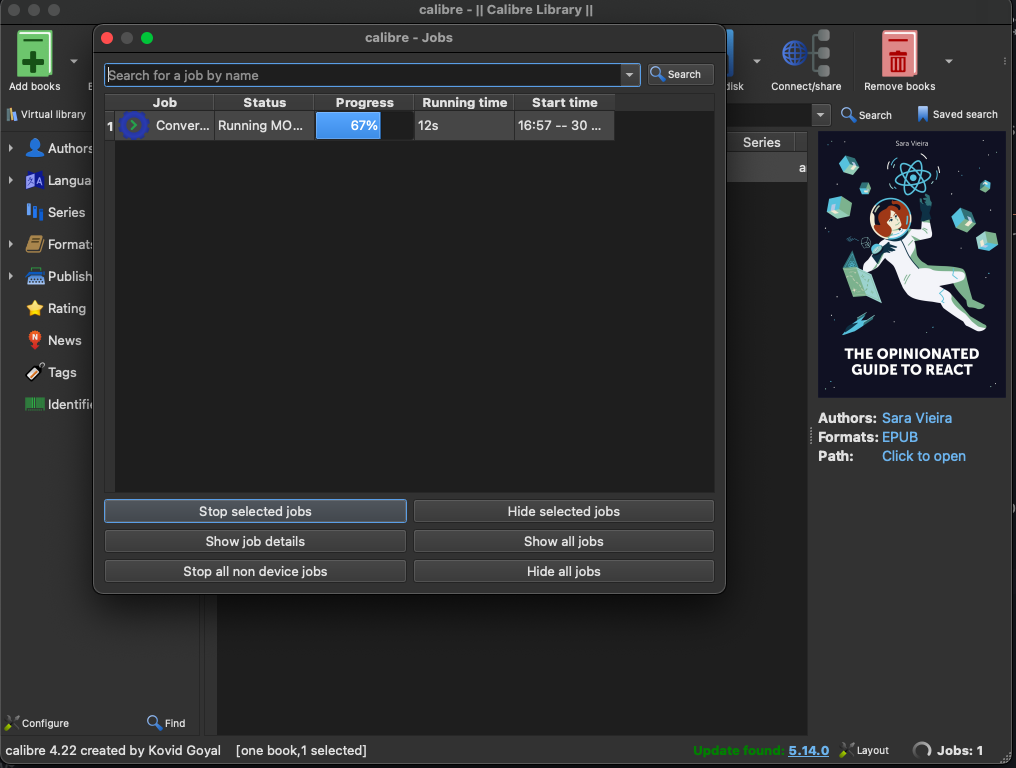 calibre - || Calibre Library ||
calibre - Jobs
Add books
disk
Connect/share
Remove books
Search for a job by name
Search
Job Status Progress Running time Start time
1 Conver... Running MO... 67% 12s 16:57 -- 30 ...
Virtual library
Search
Saved search
Authors
Langua
Series
Formats
Publish
Rating
News
Tags
Identifie
Series
a
Sara Vieira
THE OPINIONATED
GUIDE TO REACT
Authors: Sara Vieira
Formats: EPUB
Path: Click to open
Stop selected jobs
Hide selected jobs
Show job details
Show all jobs
Stop all non device jobs
Hide all jobs
Configure
Find
calibre 4.22 created by Kovid Goyal [one book,1 selected]
Update found: 5.14.0
Layout
Jobs: 1